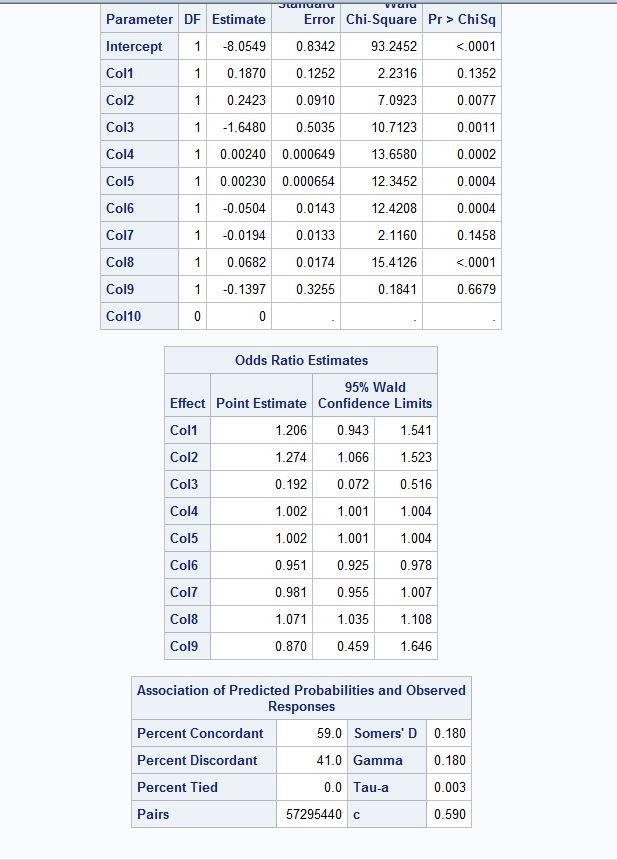 Parameter DF Estimate Error Chi-Square Pr > ChiSq
Intercept 1 -8.0549 0.8342 93.2452 <.0001
Col1 1 0.1870 0.1252 2.2316 0.1352
Col2 1 0.2423 0.0910 7.0923 0.0077
Col3 1 -1.6480 0.5035 10.7123 0.0011
Col4 1 0.00240 0.000649 13.6580 0.0002
Col5 1 0.00230 0.000654 12.3452 0.0004
Col6 1 -0.0504 0.0143 12.4208 0.0004
Col7 1 -0.0194 0.0133 2.1160 0.1458
Col8 1 0.0682 0.0174 15.4126 <.0001
Col9 1 -0.1397 0.3255 0.1841 0.6679
Col10 0 0 . . .
Odds Ratio Estimates
95% Wald
Effect Point Estimate Confidence Limits
Col1 1.206 0.943 1.541
Col2 1.274 1.066 1.523
Col3 0.192 0.072 0.516
Col4 1.002 1.001 1.004
Col5 1.002 1.001 1.004
Col6 0.951 0.925 0.978
Col7 0.981 0.955 1.007
Col8 1.071 1.035 1.108
Col9 0.870 0.459 1.646
Association of Predicted Probabilities and Observed
Responses
Percent Concordant 59.0 Somers' D 0.180
Percent Discordant 41.0 Gamma 0.180
Percent Tied 0.0 Tau-a 0.003
Pairs 57295440 c 0.590